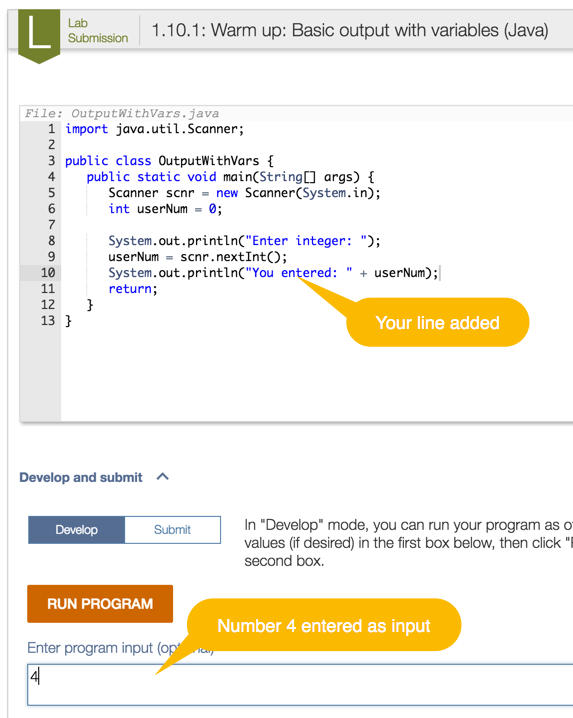 L
Lab
Submission
1.10.1: Warm up: Basic output with variables (Java)
File: OutputWithVars.java
1 import java.util.Scanner;
2
3 public class OutputWithVars {
4 public static void main(String[] args) {
5 Scanner scnr = new Scanner(System.in);
6 int userNum = 0;
7
8 System.out.println("Enter integer: ");
9 userNum = scnr.nextInt();
10 System.out.println("You entered: " + userNum);
11 return;
12 }
13 }
Your line added
Develop and submit
Develop
Submit
In "Develop" mode, you can run your program as
values (if desired) in the first box below, then click
second box.
RUN PROGRAM
Number 4 entered as input
Enter program input
4